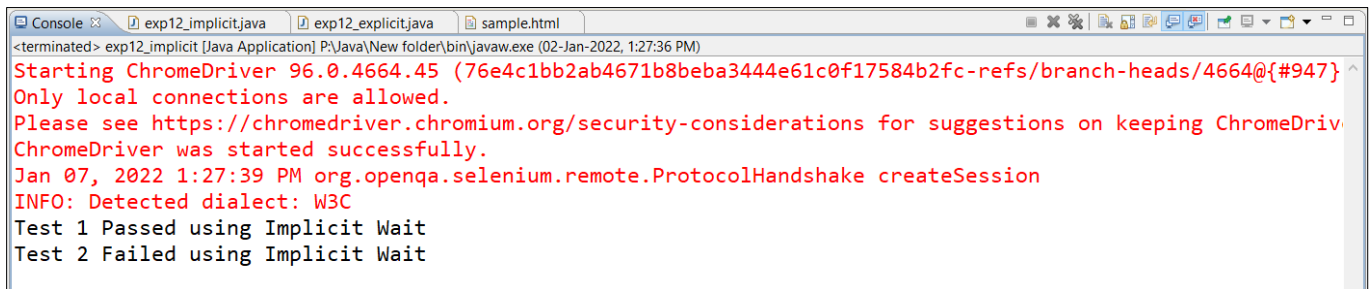 Console exp12_implicit.java exp12_explicit.java sample.html
<terminated> exp12_implicit [Java Application] P:\Java\New folder\bin\javaw.exe (02-Jan-2022, 1:27:36 PM)
Starting ChromeDriver 96.0.4664.45 (76e4c1bb2ab4671b8beba3444e61c0f17584b2fc-refs/branch-heads/4664@{#947}
Only local connections are allowed.
Please see https://chromedriver.chromium.org/security-considerations for suggestions on keeping ChromeDriv
ChromeDriver was started successfully.
Jan 07, 2022 1:27:39 PM org.openqa.selenium.remote.ProtocolHandshake createSession
INFO: Detected dialect: W3C
Test 1 Passed using Implicit Wait
Test 2 Failed using Implicit Wait